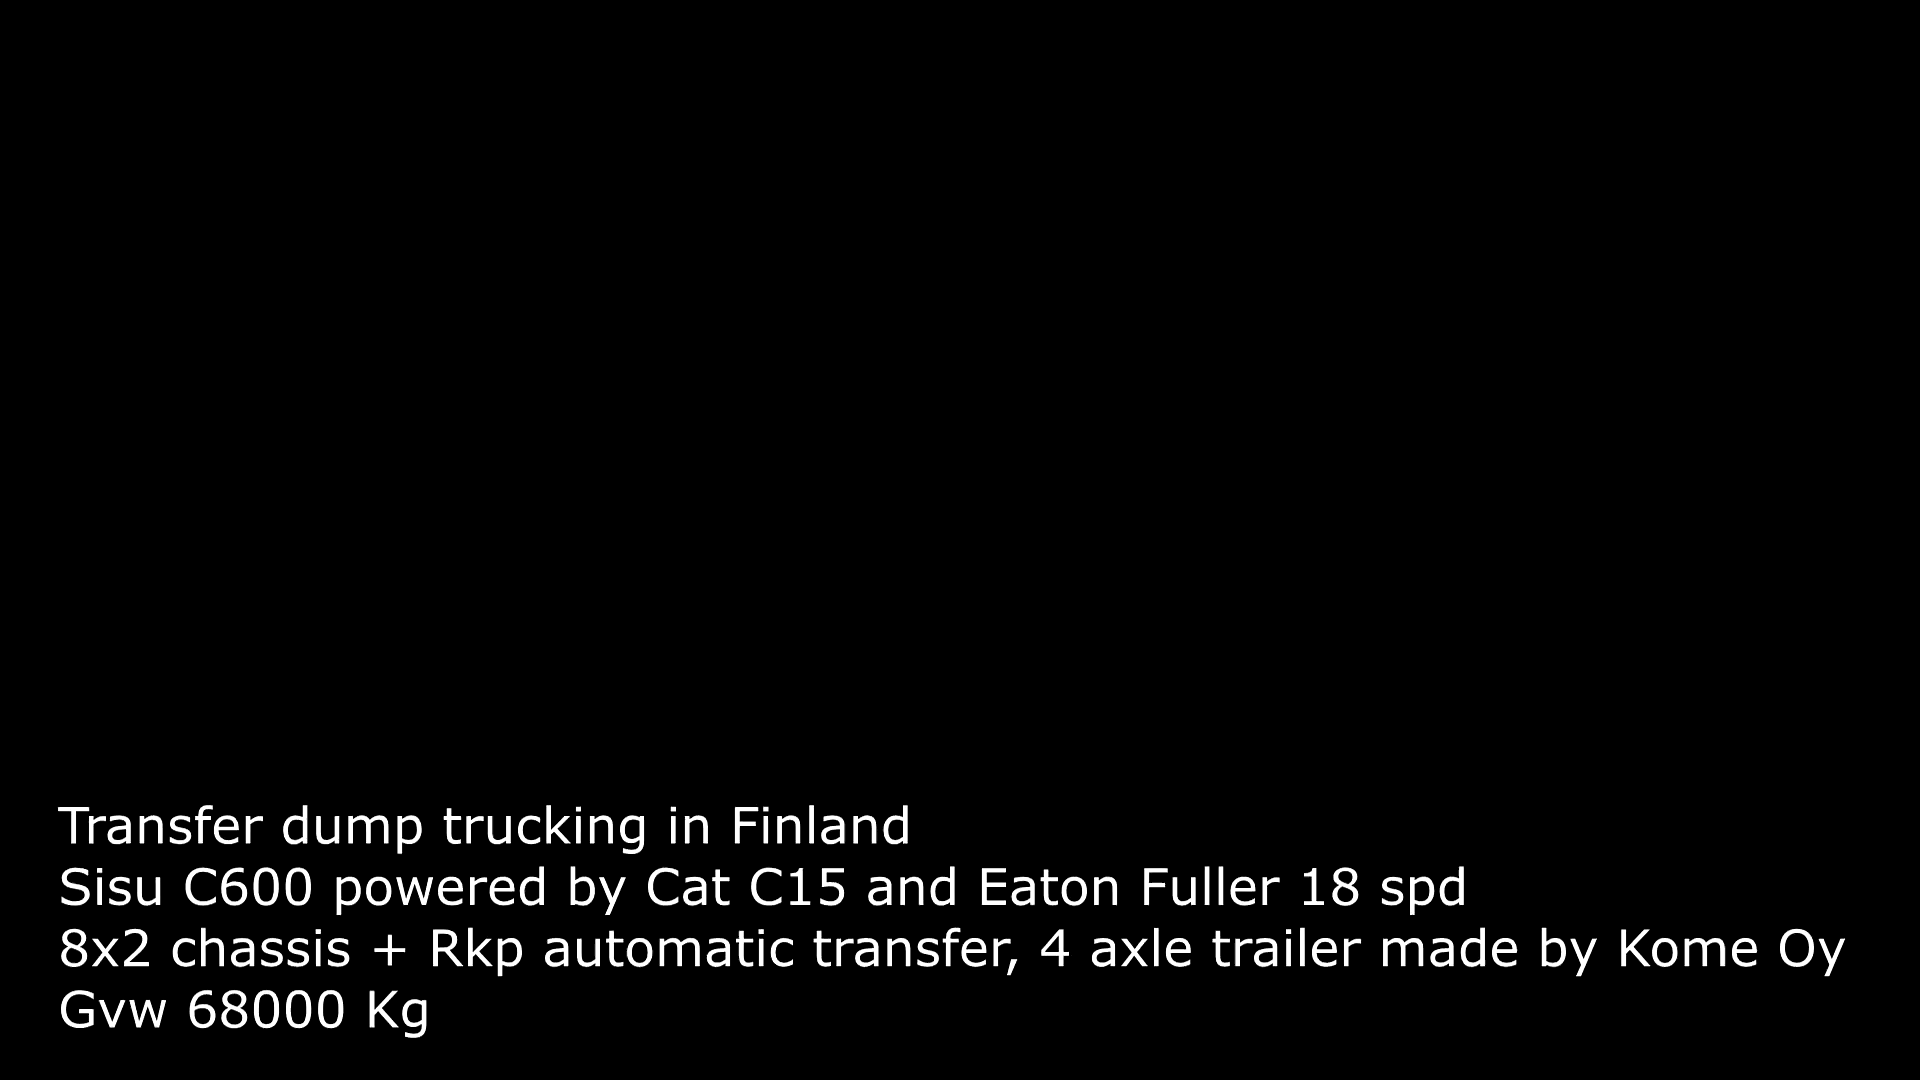 Transfer dump trucking in Finland
Sisu C600 powered by Cat C15 and Eaton Fuller 18 spd
8x2 chassis + Rkp automatic transfer, 4 axle trailer made by Kome Oy
Gvw 68000 Kg